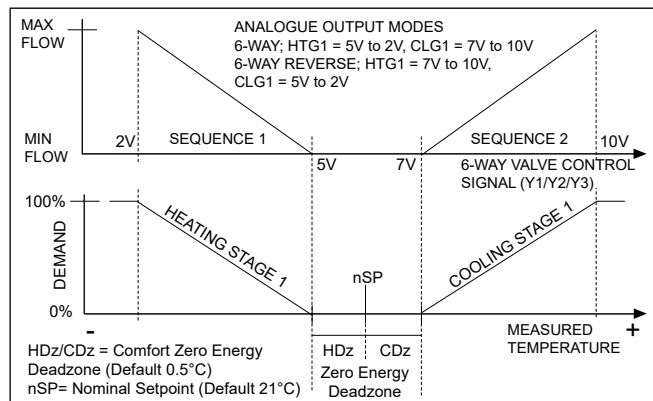 MAX
FLOW
ANALOGUE OUTPUT MODES
6-WAY; HTG1 = 5V to 2V, CLG1 = 7V to 10V
6-WAY REVERSE; HTG1 = 7V to 10V,
CLG1 = 5V to 2V
MIN
FLOW
2V
SEQUENCE 1
5V
7V
SEQUENCE 2
10V
6-WAY VALVE CONTROL
SIGNAL (Y1/Y2/Y3)
100%
DEMAND
0%
HEATING STAGE 1
nSP
COOLING STAGE 1
-
HDz
CDz
Zero Energy
Deadzone
MEASURED
TEMPERATURE
+
HDz/CDz = Comfort Zero Energy
Deadzone (Default 0.5°C)
nSP= Nominal Setpoint (Default 21°C)